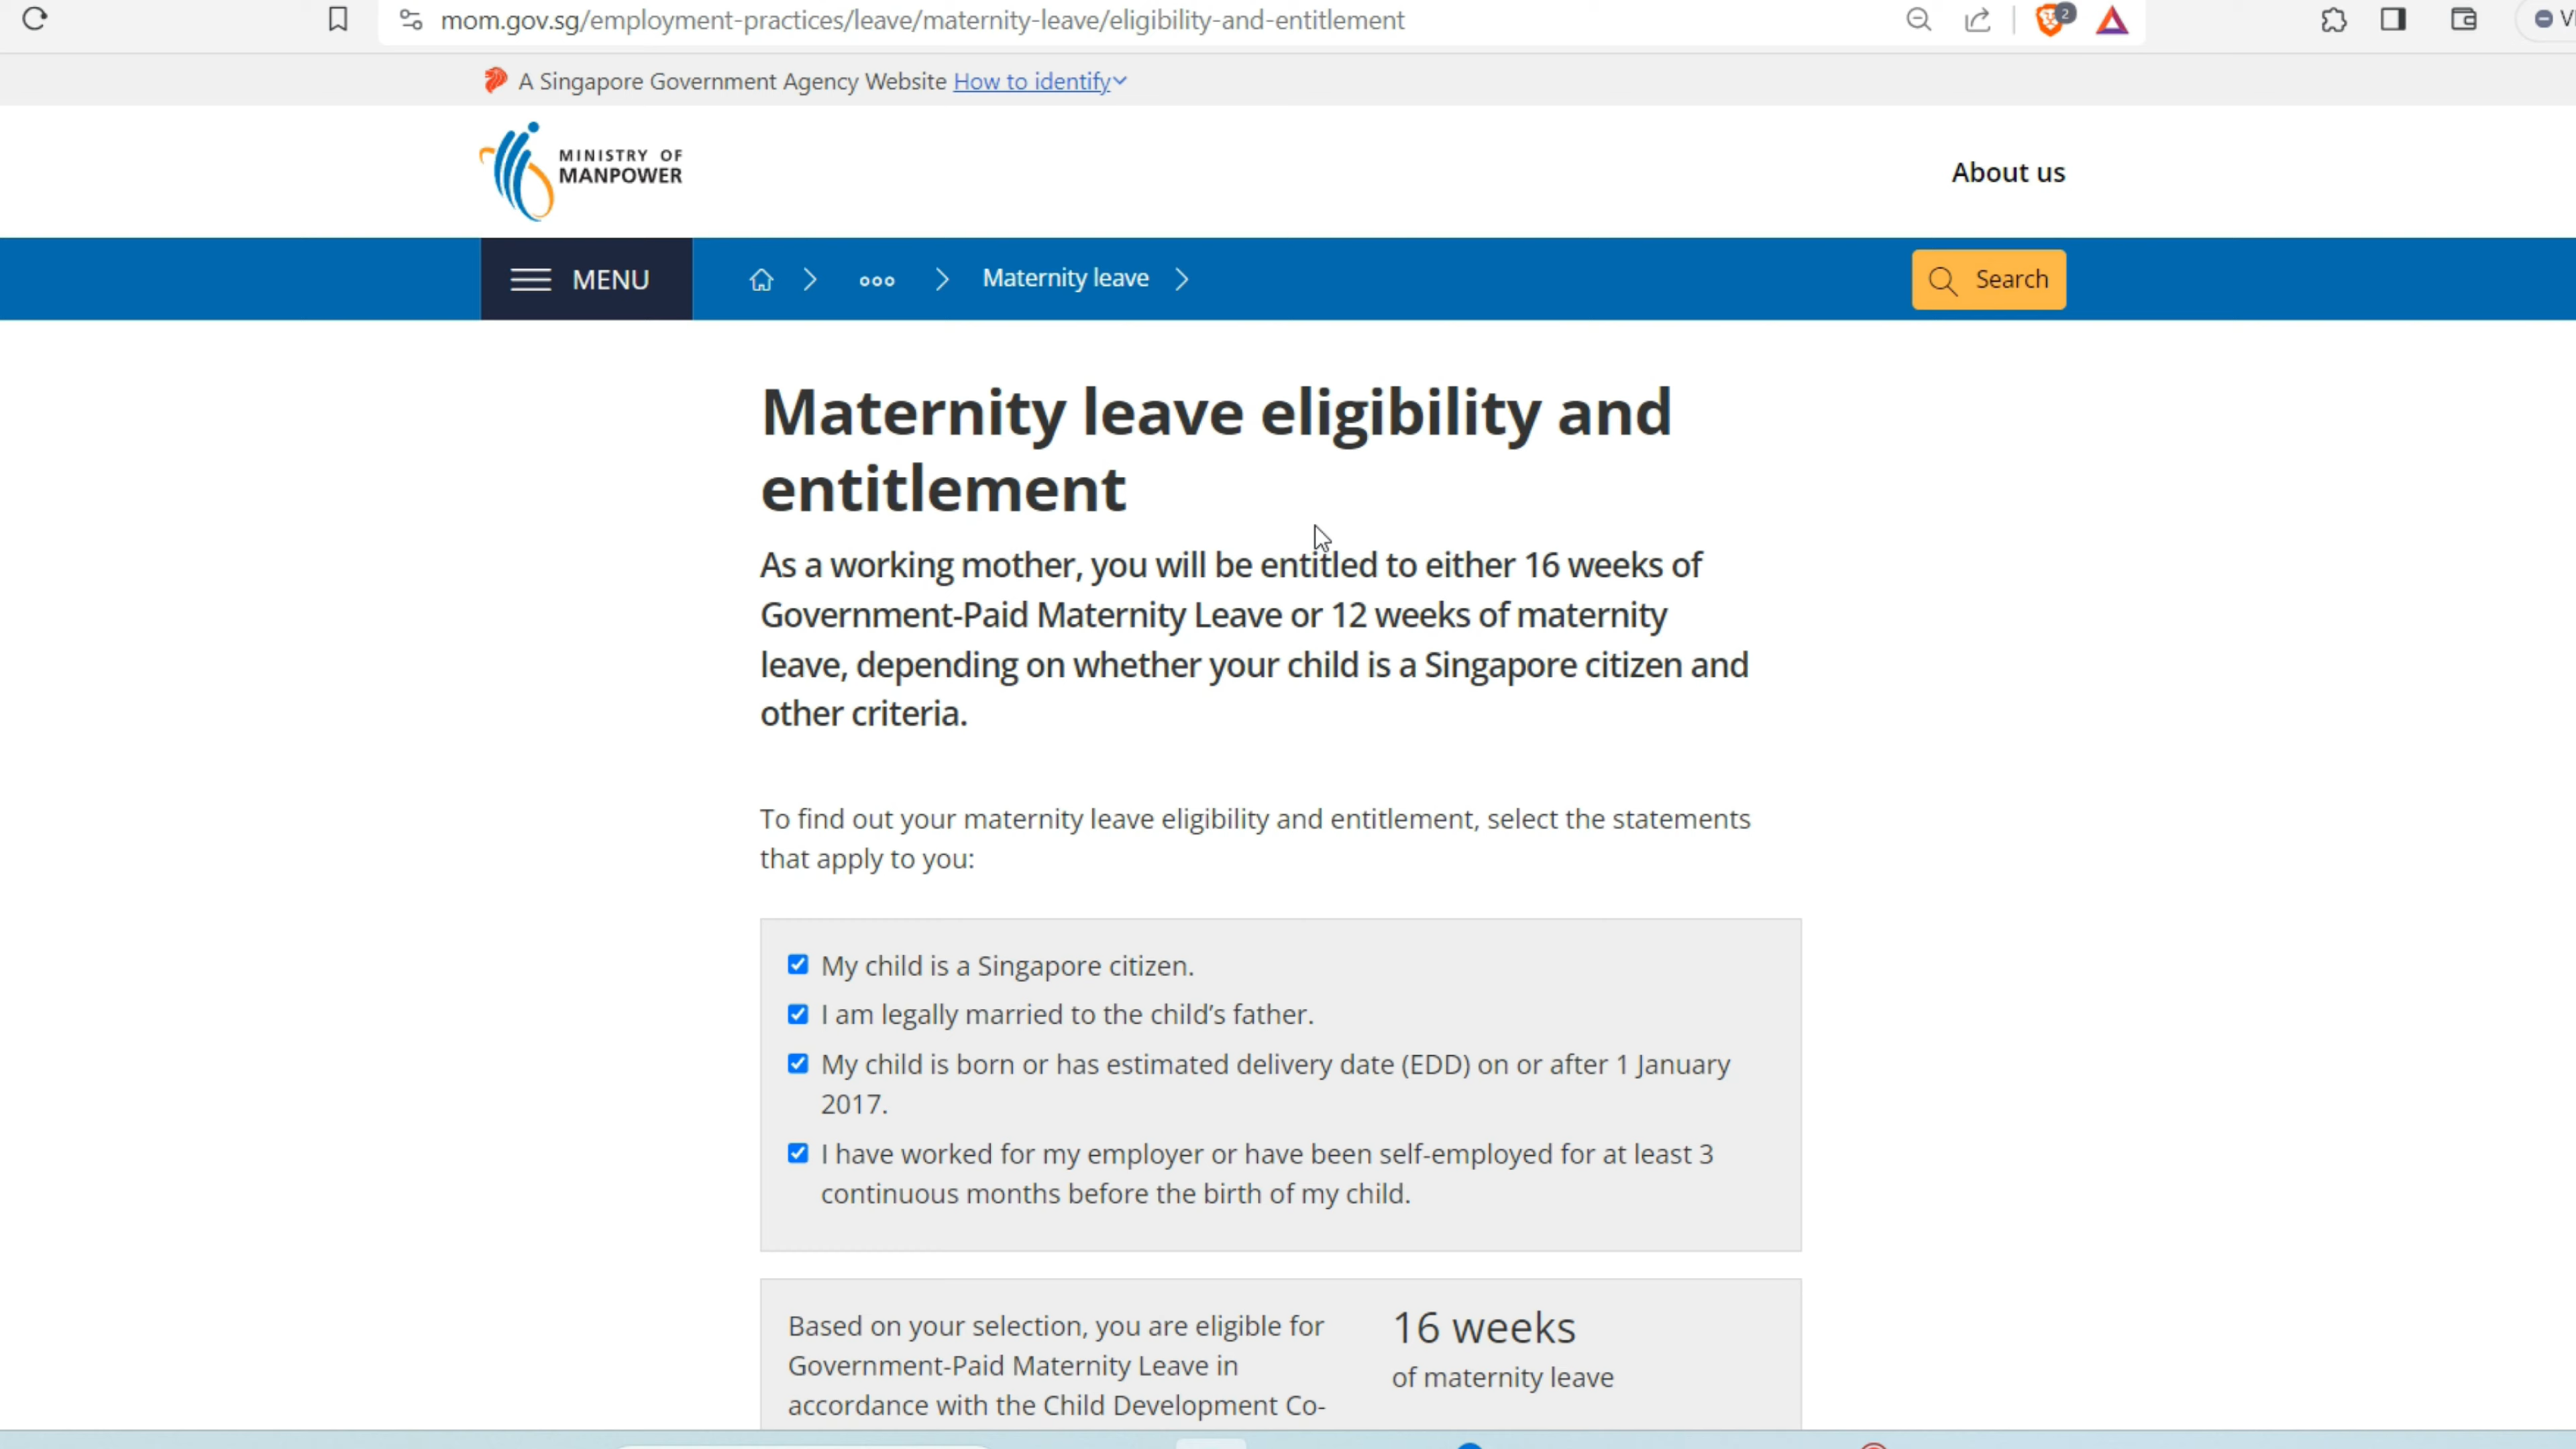 mom.gov.sg/employment-practices/leave/maternity-leave/eligibility-and-entitlement
2
A Singapore Government Agency Website How to identify
MINISTRY OF
MANPOWER
About us
MENU
Maternity leave
Search
Maternity leave eligibility and
entitlement
As a working mother, you will be entitled to either 16 weeks of
Government-Paid Maternity Leave or 12 weeks of maternity
leave, depending on whether your child is a Singapore citizen and
other criteria.
To find out your maternity leave eligibility and entitlement, select the statements
that apply to you:
My child is a Singapore citizen.
I am legally married to the child’s father.
My child is born or has estimated delivery date (EDD) on or after 1 January
2017.
I have worked for my employer or have been self-employed for at least 3
continuous months before the birth of my child.
Based on your selection, you are eligible for
Government-Paid Maternity Leave in
accordance with the Child Development Co-
16 weeks
of maternity leave